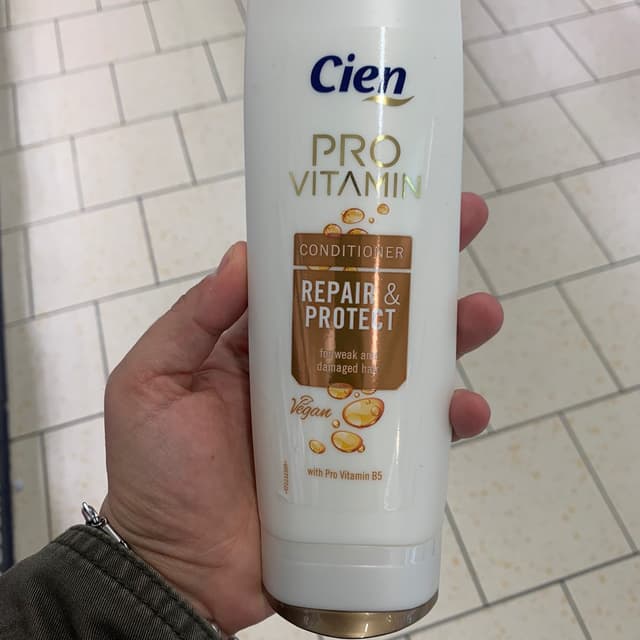 Cien
PRO
VITAMIN
CONDITIONER
REPAIR &
PROTECT
for weak and
damaged hair
Vegan
with Pro Vitamin B5